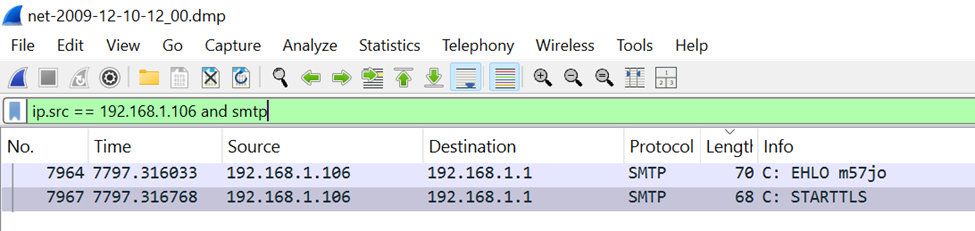 net-2009-12-10-12_00.dmp
File Edit View Go Capture Analyze Statistics Telephony Wireless Tools Help
ip.src == 192.168.1.106 and smtp
No. Time Source Destination Protocol Length Info
7964 7797.316033 192.168.1.106 192.168.1.1 SMTP 70 C: EHLO m57jo
7967 7797.316768 192.168.1.106 192.168.1.1 SMTP 68 C: STARTTLS